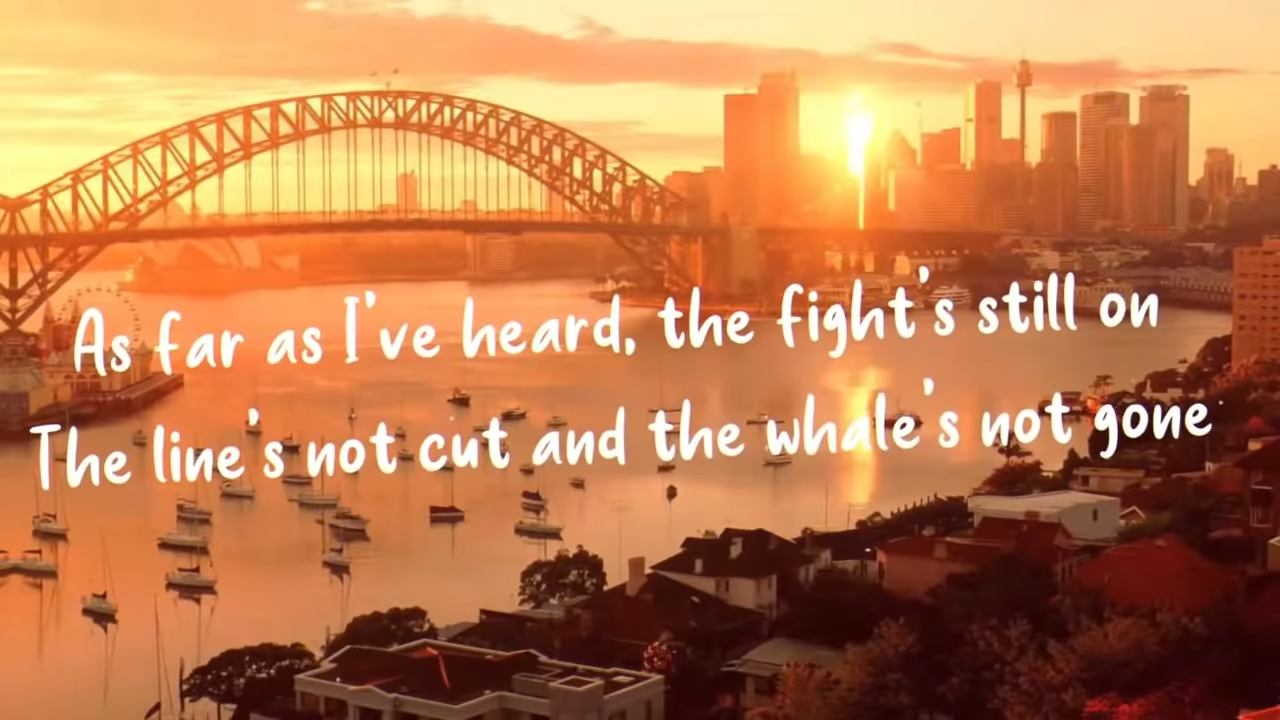 As far as I've heard, the fight's still on
The line's not cut and the whale's not gone